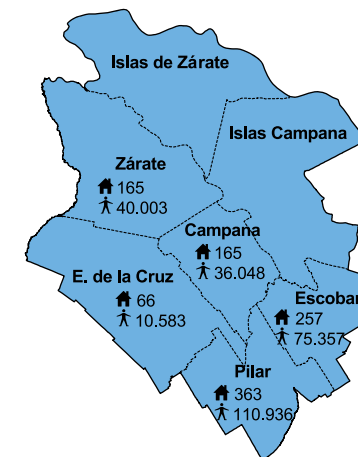 Islas de Zárate
Islas Campana
Zárate
165
40.003
Campana
165
36.048
E. de la Cruz
66
10.583
Escobar
257
75.357
Pilar
363
110.936